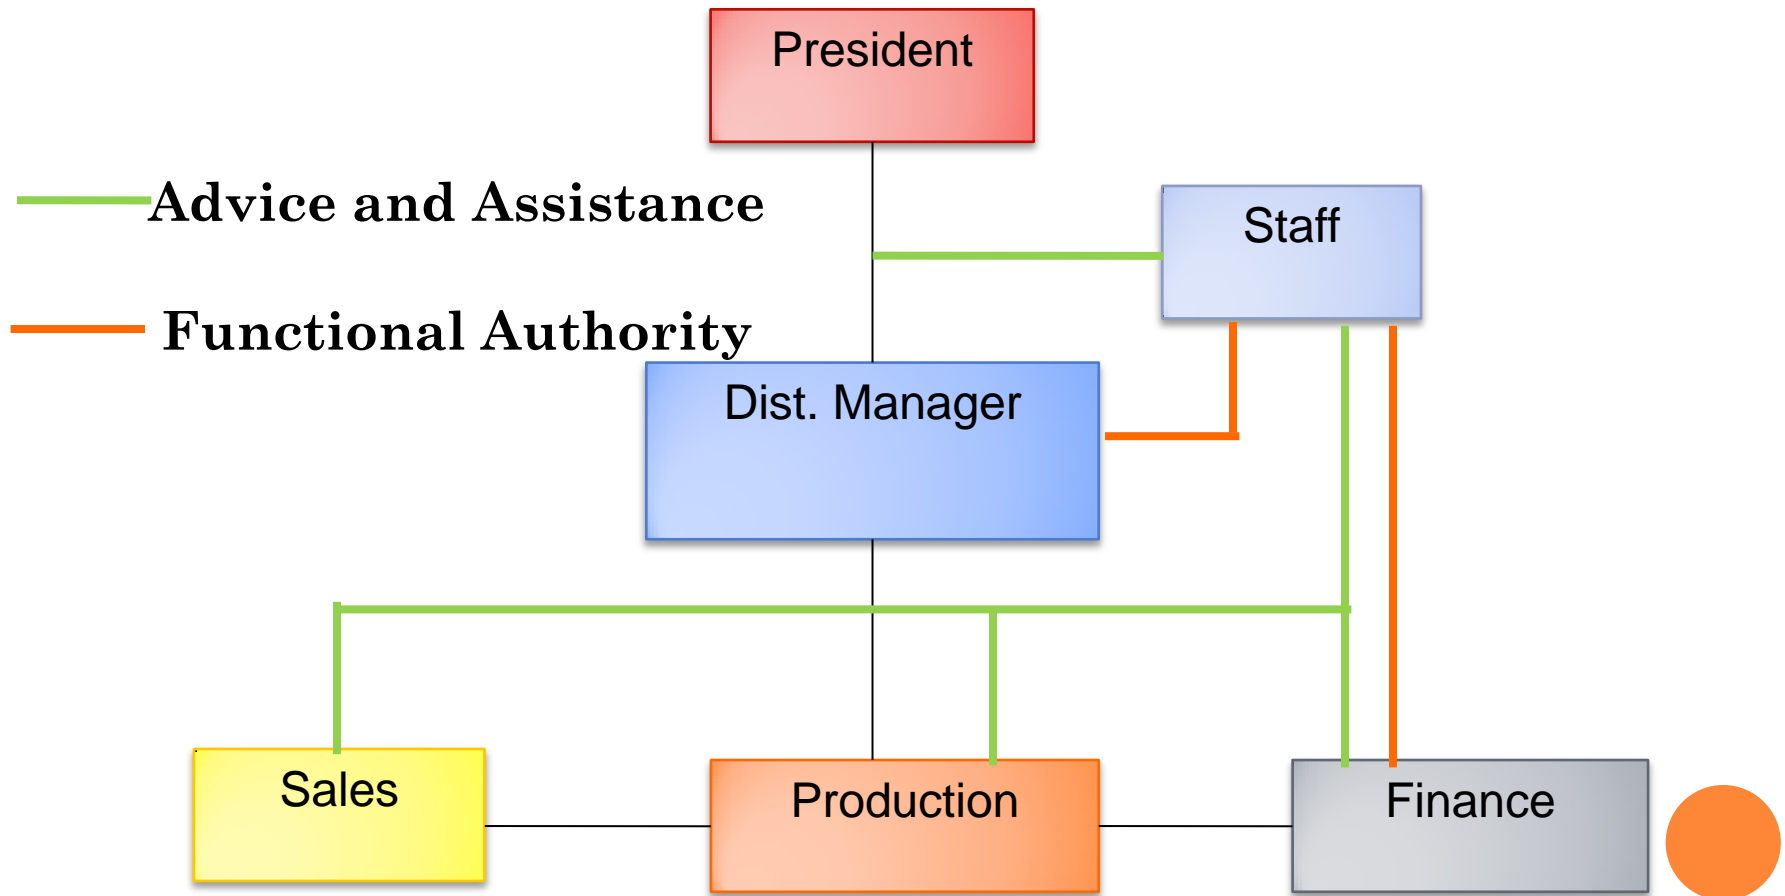 President
Advice and Assistance
Staff
Functional Authority
Dist. Manager
Sales
Production
Finance